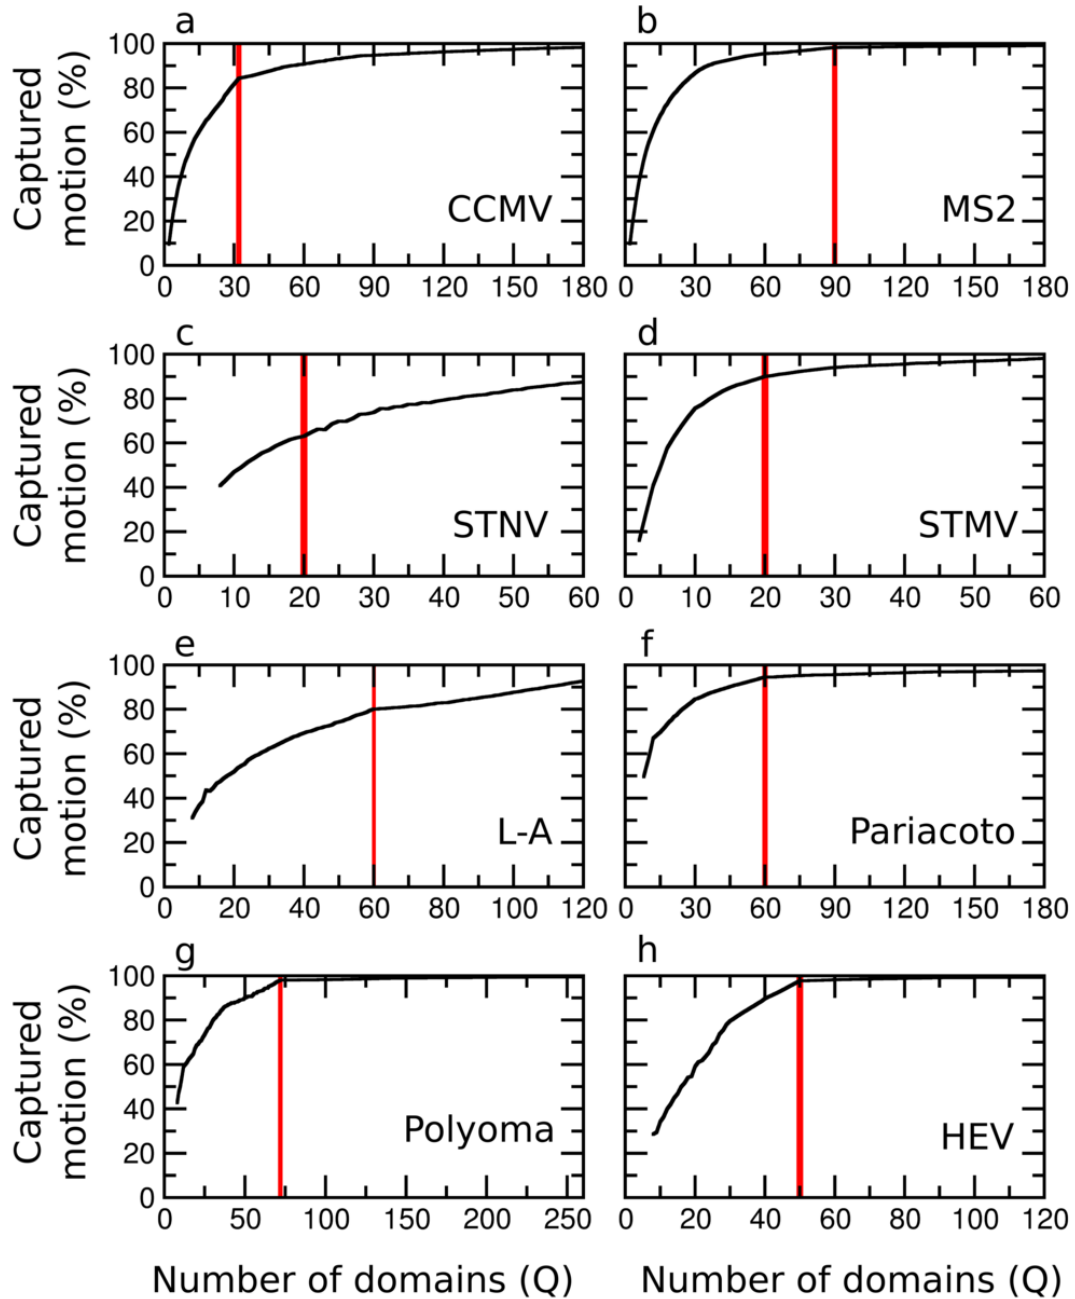 a
b
Captured
motion (%)
100
80
60
40
20
0
CCMV
MS2
0 30 60 90 120 150 180
0 30 60 90 120 150 180
c
d
Captured
motion (%)
100
80
60
40
20
0
STNV
STMV
0 10 20 30 40 50 60
0 10 20 30 40 50 60
e
f
Captured
motion (%)
100
80
60
40
20
0
L-A
Pariacoto
0 20 40 60 80 100 120
0 30 60 90 120 150 180
g
h
Captured
motion (%)
100
80
60
40
20
0
Polyoma
HEV
0 50 100 150 200 250
0 20 40 60 80 100 120
Number of domains (Q)
Number of domains (Q)